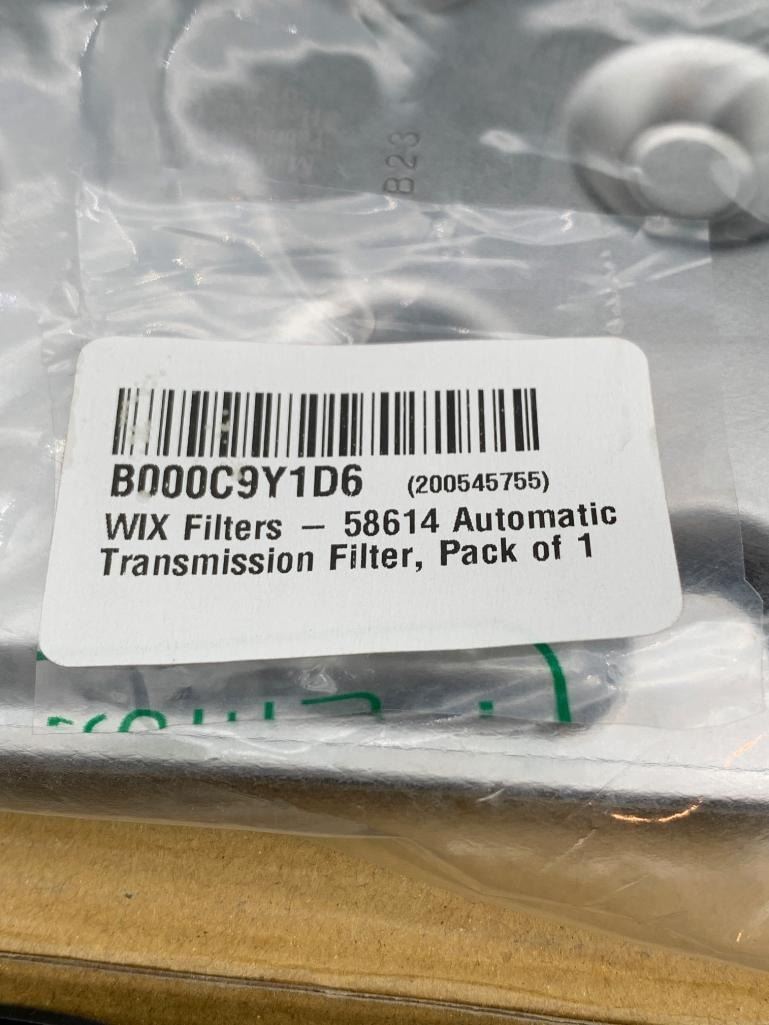 B23
B000C9Y1D6 (200545755)
WIX Filters – 58614 Automatic
Transmission Filter, Pack of 1